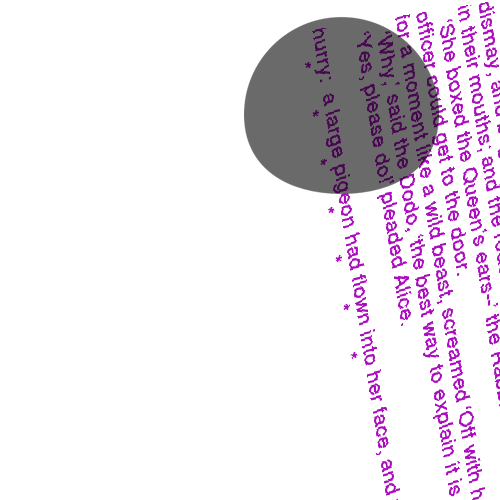 dismay, and
in their mouths; and the
'She boxed the Queen's ears--' the
officer could get to the door.
for a moment like a wild beast, screamed 'Off with
'Why,' said the Dodo, 'the best way to explain it is
'Yes, please do!' pleaded Alice.
hurry: a large pigeon had flown into her face, and
* * * * * * *